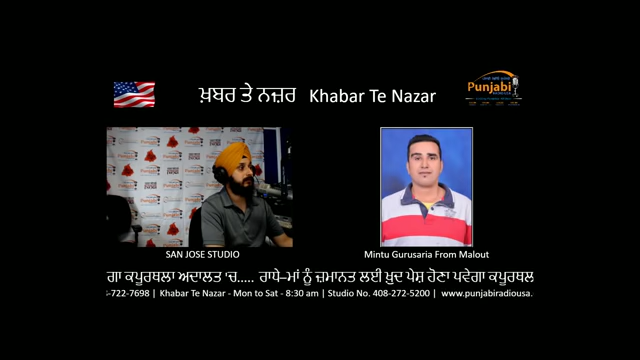 ਖ਼ਬਰ ਤੇ ਨਜ਼ਰ Khabar Te Nazar
Punjabi
SAN JOSE STUDIO
Mintu Gurusaria From Malout
ਗਾ ਕਪੂਰਥਲਾ ਅਦਾਲਤ 'ਚ..... ਰਾਧੇ–ਮਾਂ ਨੂੰ ਜ਼ਮਾਨਤ ਲਈ ਖ਼ੁਦ ਪੇਸ਼ ਹੋਣਾ ਪਵੇਗਾ ਕਪੂਰਥਲ
-722-7698 | Khabar Te Nazar - Mon to Sat - 8:30 am | Studio No. 408-272-5200 | www.punjabiradiousa.